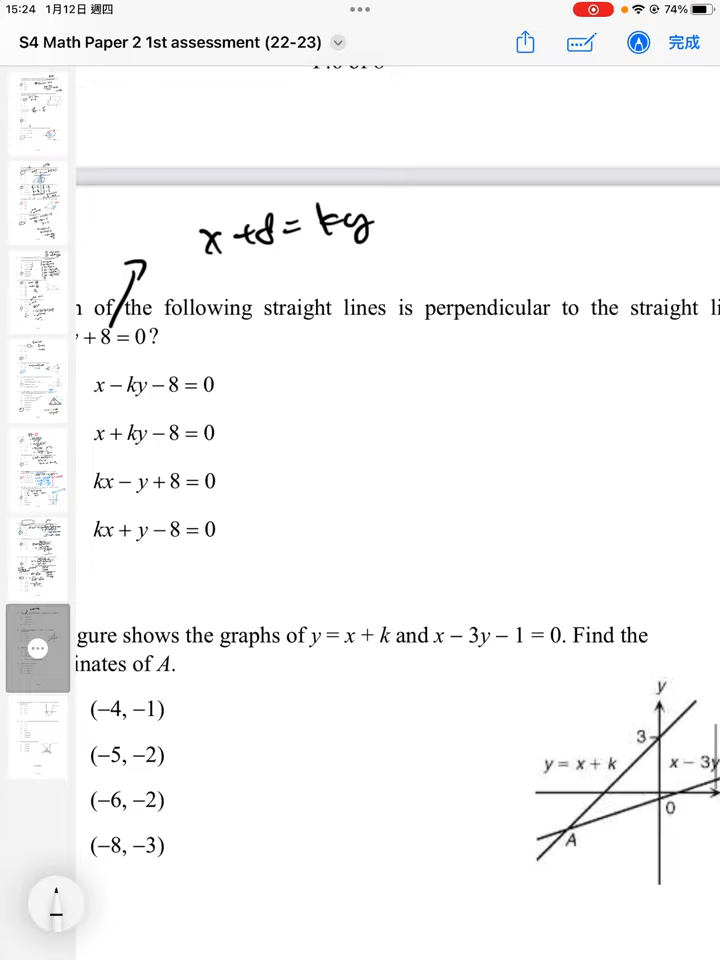 15:24 1月12日 週四
74%
S4 Math Paper 2 1st assessment (22-23)
完成
x + 8 = ky
of the following straight lines is perpendicular to the straight
+ 8 = 0?
x − ky − 8 = 0
x + ky − 8 = 0
kx − y + 8 = 0
kx + y − 8 = 0
gure shows the graphs of y = x + k and x − 3y − 1 = 0. Find the
inates of A.
(−4, −1)
(−5, −2)
(−6, −2)
(−8, −3)
y
3
y = x + k
x − 3y
0
A